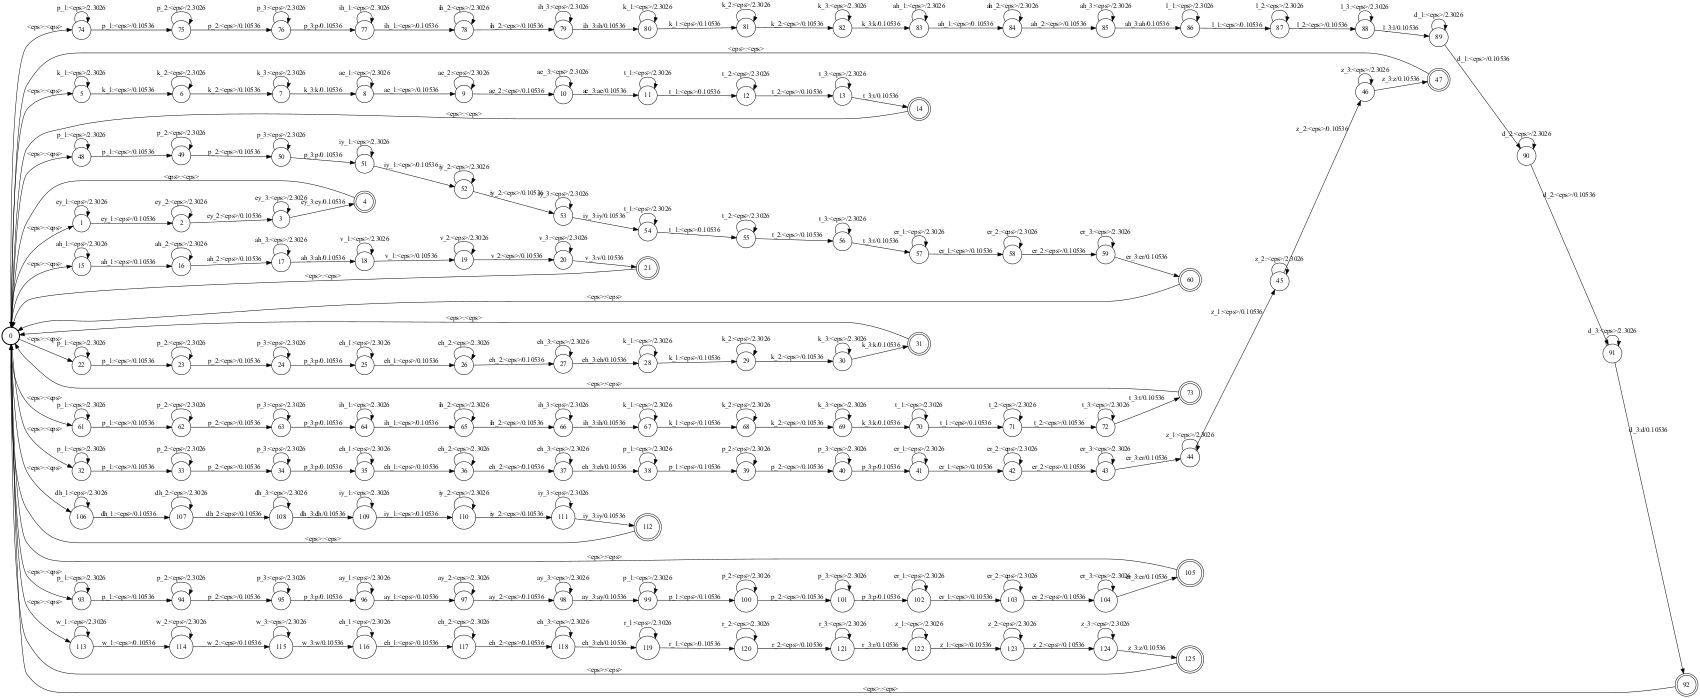 p_1:<eps>/2.3026 p_2:<eps>/2.3026 p_3:<eps>/2.3026 ih_1:<eps>/2.3026 ih_2:<eps>/2.3026 ih_3:<eps>/2.3026 k_1:<eps>/2.3026 k_2:<eps>/2.3026 k_3:<eps>/2.3026 ah_1:<eps>/2.3026 ah_2:<eps>/2.3026 ah_3:<eps>/2.3026 l_1:<eps>/2.3026 l_2:<eps>/2.3026 l_3:<eps>/2.3026 d_1:<eps>/2.3026
<eps>:<eps> 74 p_1:<eps>/0.10536 75 p_2:<eps>/0.10536 76 p_3:p/0.10536 77 ih_1:<eps>/0.10536 78 ih_2:<eps>/0.10536 79 ih_3:ih/0.10536 80 k_1:<eps>/0.10536 81 k_2:<eps>/0.10536 82 k_3:k/0.10536 83 ah_1:<eps>/0.10536 84 ah_2:<eps>/0.10536 85 ah_3:ah/0.10536 86 l_1:<eps>/0.10536 87 l_2:<eps>/0.10536 88 l_3:l/0.10536 89
<eps>:<eps> 47 d_1:<eps>/0.10536
k_1:<eps>/2.3026 k_2:<eps>/2.3026 k_3:<eps>/2.3026 ae_1:<eps>/2.3026 ae_2:<eps>/2.3026 ae_3:<eps>/2.3026 t_1:<eps>/2.3026 t_2:<eps>/2.3026 t_3:<eps>/2.3026 z_3:<eps>/2.3026
<eps>:<eps> 5 k_1:<eps>/0.10536 6 k_2:<eps>/0.10536 7 k_3:k/0.10536 8 ae_1:<eps>/0.10536 9 ae_2:<eps>/0.10536 10 ae_3:ae/0.10536 11 t_1:<eps>/0.10536 12 t_2:<eps>/0.10536 13 t_3:t/0.10536 14 46 z_3:z/0.10536
<eps>:<eps>
p_1:<eps>/2.3026 p_2:<eps>/2.3026 p_3:<eps>/2.3026 z_2:<eps>/0.10536 d_2:<eps>/2.3026
<eps>:<eps> 48 p_1:<eps>/0.10536 49 p_2:<eps>/0.10536 50 p_3:p/0.10536 iy_1:<eps>/2.3026 51 90
iy_1:<eps>/0.10536 iy_2:<eps>/2.3026 52
<eps>:<eps> 4 iy_2:<eps>/0.10536 iy_3:<eps>/2.3026 53 d_2:<eps>/0.10536
ey_1:<eps>/2.3026 ey_2:<eps>/2.3026 ey_3:<eps>/2.3026
<eps>:<eps> 1 ey_1:<eps>/0.10536 2 ey_2:<eps>/0.10536 3 ey_3:ey/0.10536 iy_3:iy/0.10536 t_1:<eps>/2.3026 54 t_1:<eps>/0.10536 t_2:<eps>/2.3026 55 t_2:<eps>/0.10536 t_3:<eps>/2.3026 56 t_3:t/0.10536
ah_1:<eps>/2.3026 ah_2:<eps>/2.3026 ah_3:<eps>/2.3026 v_1:<eps>/2.3026 v_2:<eps>/2.3026 v_3:<eps>/2.3026 er_1:<eps>/2.3026 er_2:<eps>/2.3026 er_3:<eps>/2.3026
<eps>:<eps> 15 ah_1:<eps>/0.10536 16 ah_2:<eps>/0.10536 17 ah_3:ah/0.10536 18 v_1:<eps>/0.10536 19 v_2:<eps>/0.10536 20 v_3:v/0.10536 21 57 er_1:<eps>/0.10536 58 er_2:<eps>/0.10536 59 er_3:er/0.10536 60 z_2:<eps>/2.3026 45
<eps>:<eps>
<eps>:<eps>
z_1:<eps>/0.10536
0 <eps>:<eps> <eps>:<eps> d_3:<eps>/2.3026
p_1:<eps>/2.3026 p_2:<eps>/2.3026 p_3:<eps>/2.3026 eh_1:<eps>/2.3026 eh_2:<eps>/2.3026 eh_3:<eps>/2.3026 k_1:<eps>/2.3026 k_2:<eps>/2.3026 k_3:<eps>/2.3026 31 91
22 p_1:<eps>/0.10536 23 p_2:<eps>/0.10536 24 p_3:p/0.10536 25 eh_1:<eps>/0.10536 26 eh_2:<eps>/0.10536 27 eh_3:eh/0.10536 28 k_1:<eps>/0.10536 29 k_2:<eps>/0.10536 30 k_3:k/0.10536
<eps>:<eps> 73
p_1:<eps>/2.3026 p_2:<eps>/2.3026 p_3:<eps>/2.3026 ih_1:<eps>/2.3026 ih_2:<eps>/2.3026 ih_3:<eps>/2.3026 k_1:<eps>/2.3026 k_2:<eps>/2.3026 k_3:<eps>/2.3026 t_1:<eps>/2.3026 t_2:<eps>/2.3026 t_3:<eps>/2.3026
<eps>:<eps> 61 p_1:<eps>/0.10536 62 p_2:<eps>/0.10536 63 p_3:p/0.10536 64 ih_1:<eps>/0.10536 65 ih_2:<eps>/0.10536 66 ih_3:ih/0.10536 67 k_1:<eps>/0.10536 68 k_2:<eps>/0.10536 69 k_3:k/0.10536 70 t_1:<eps>/0.10536 71 t_2:<eps>/0.10536 72 t_3:t/0.10536 d_3:d/0.10536
p_1:<eps>/2.3026 p_2:<eps>/2.3026 p_3:<eps>/2.3026 eh_1:<eps>/2.3026 eh_2:<eps>/2.3026 eh_3:<eps>/2.3026 p_1:<eps>/2.3026 p_2:<eps>/2.3026 p_3:<eps>/2.3026 er_1:<eps>/2.3026 er_2:<eps>/2.3026 er_3:<eps>/2.3026 z_1:<eps>/2.3026
<eps>:<eps> 32 p_1:<eps>/0.10536 33 p_2:<eps>/0.10536 34 p_3:p/0.10536 35 eh_1:<eps>/0.10536 36 eh_2:<eps>/0.10536 37 eh_3:eh/0.10536 38 p_1:<eps>/0.10536 39 p_2:<eps>/0.10536 40 p_3:p/0.10536 41 er_1:<eps>/0.10536 42 er_2:<eps>/0.10536 43 er_3:er/0.10536 44
dh_1:<eps>/2.3026 dh_2:<eps>/2.3026 dh_3:<eps>/2.3026 iy_1:<eps>/2.3026 iy_2:<eps>/2.3026 iy_3:<eps>/2.3026
<eps>:<eps> 106 dh_1:<eps>/0.10536 107 dh_2:<eps>/0.10536 108 dh_3:dh/0.10536 109 iy_1:<eps>/0.10536 110 iy_2:<eps>/0.10536 111 iy_3:iy/0.10536 112
<eps>:<eps>
<eps>:<eps> 105
p_1:<eps>/2.3026 p_2:<eps>/2.3026 p_3:<eps>/2.3026 ay_1:<eps>/2.3026 ay_2:<eps>/2.3026 ay_3:<eps>/2.3026 p_1:<eps>/2.3026 p_2:<eps>/2.3026 p_3:<eps>/2.3026 er_1:<eps>/2.3026 er_2:<eps>/2.3026 er_3:<eps>/2.3026
<eps>:<eps> 93 p_1:<eps>/0.10536 94 p_2:<eps>/0.10536 95 p_3:p/0.10536 96 ay_1:<eps>/0.10536 97 ay_2:<eps>/0.10536 98 ay_3:ay/0.10536 99 p_1:<eps>/0.10536 100 p_2:<eps>/0.10536 101 p_3:p/0.10536 102 er_1:<eps>/0.10536 103 er_2:<eps>/0.10536 104 er_3:er/0.10536
w_1:<eps>/2.3026 w_2:<eps>/2.3026 w_3:<eps>/2.3026 eh_1:<eps>/2.3026 eh_2:<eps>/2.3026 eh_3:<eps>/2.3026 r_1:<eps>/2.3026 r_2:<eps>/2.3026 r_3:<eps>/2.3026 z_1:<eps>/2.3026 z_2:<eps>/2.3026 z_3:<eps>/2.3026
<eps>:<eps> 113 w_1:<eps>/0.10536 114 w_2:<eps>/0.10536 115 w_3:w/0.10536 116 eh_1:<eps>/0.10536 117 eh_2:<eps>/0.10536 118 eh_3:eh/0.10536 119 r_1:<eps>/0.10536 120 r_2:<eps>/0.10536 121 r_3:r/0.10536 122 z_1:<eps>/0.10536 123 z_2:<eps>/0.10536 124 z_3:z/0.10536 125
<eps>:<eps>
<eps>:<eps> 92